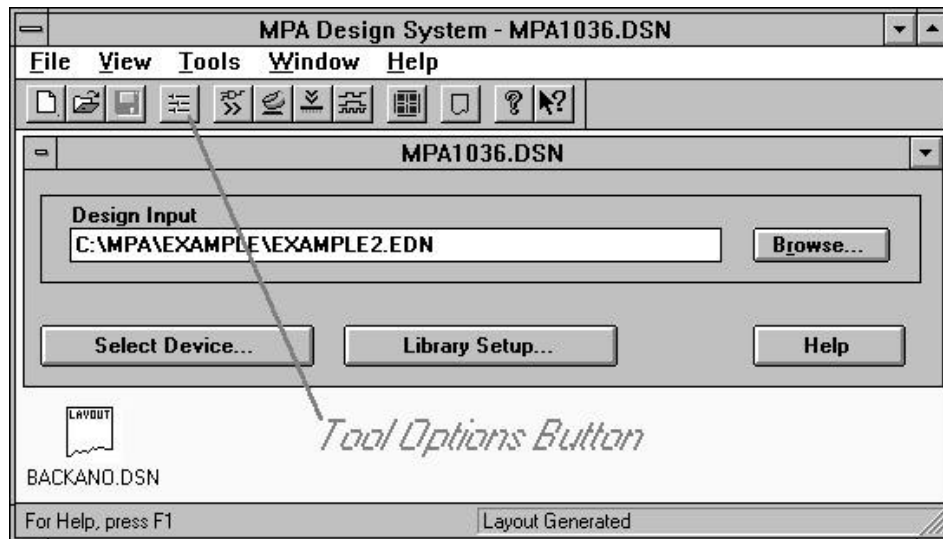 MPA Design System - MPA1036.DSN
File View Tools Window Help
MPA1036.DSN
Design Input
C:\MPA\EXAMPLE\EXAMPLE2.EDN
Browse...
Select Device... Library Setup... Help
LAYOUT
Tool Options Button
BACKANO.DSN
For Help, press F1 Layout Generated